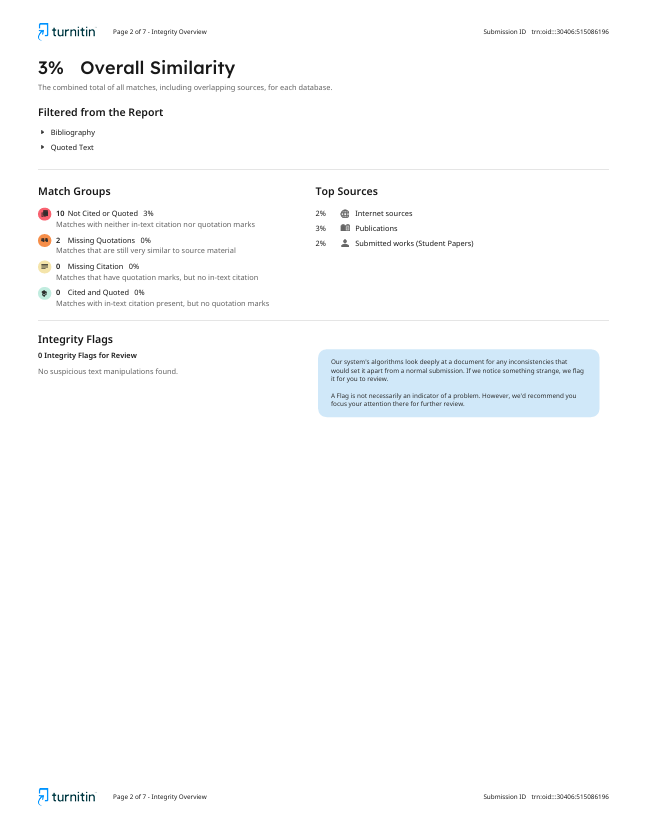 turnitin Page 2 of 7 - Integrity Overview Submission ID trn:oid:::30406:515086196
3% Overall Similarity
The combined total of all matches, including overlapping sources, for each database.
Filtered from the Report
Bibliography
Quoted Text
Match Groups
10 Not Cited or Quoted 3%
Matches with neither in-text citation nor quotation marks
2 Missing Quotations 0%
Matches that are still very similar to source material
0 Missing Citation 0%
Matches that have quotation marks, but no in-text citation
0 Cited and Quoted 0%
Matches with in-text citation present, but no quotation marks
Top Sources
2% Internet sources
3% Publications
2% Submitted works (Student Papers)
Integrity Flags
0 Integrity Flags for Review
No suspicious text manipulations found.
Our system's algorithms look deeply at a document for any inconsistencies that
would set it apart from a normal submission. If we notice something strange, we flag
it for you to review.
A Flag is not necessarily an indicator of a problem. However, we'd recommend you
focus your attention there for further review.
turnitin Page 2 of 7 - Integrity Overview Submission ID trn:oid:::30406:515086196